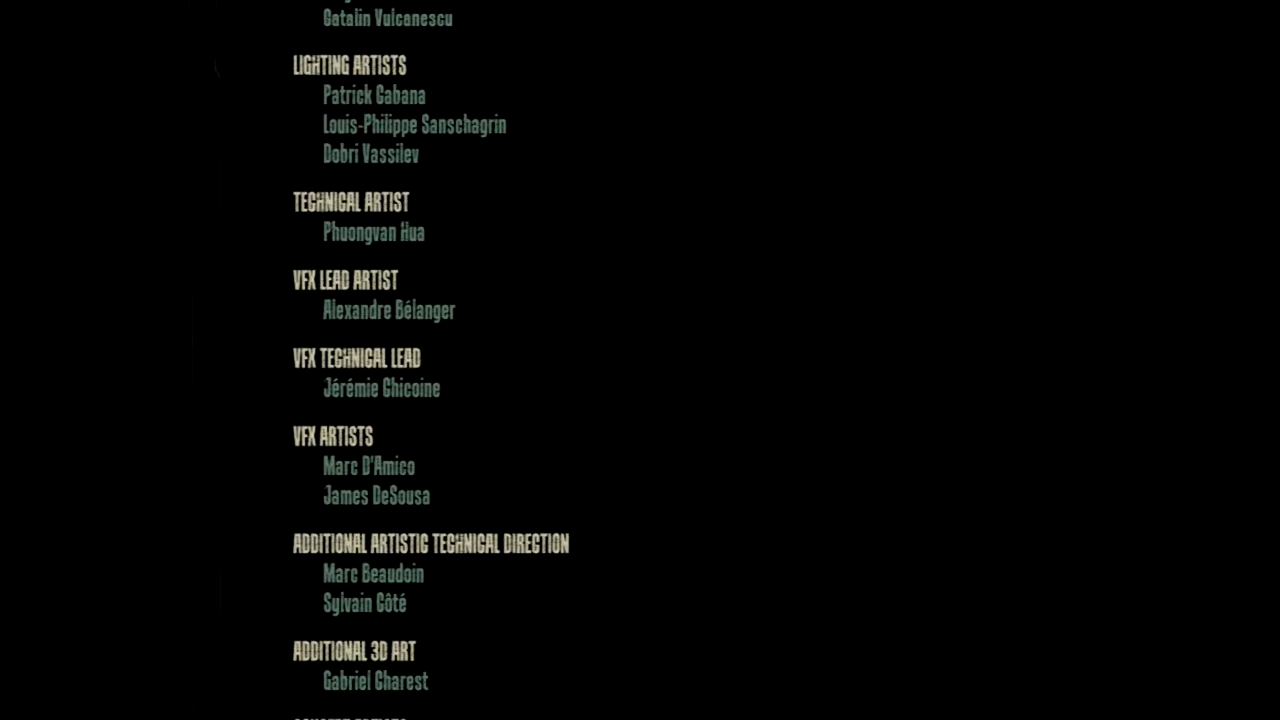 Catalin Vulcanescu
LIGHTING ARTISTS
Patrick Gabana
Louis-Philippe Sanschagrin
Dobri Vassilev
TECHNICAL ARTIST
Phuongvan Hua
VFX LEAD ARTIST
Alexandre Bélanger
VFX TECHNICAL LEAD
Jérémie Chicoine
VFX ARTISTS
Marc D'Amico
James DeSousa
ADDITIONAL ARTISTIC TECHNICAL DIRECTION
Marc Beaudoin
Sylvain Côté
ADDITIONAL 3D ART
Gabriel Charest